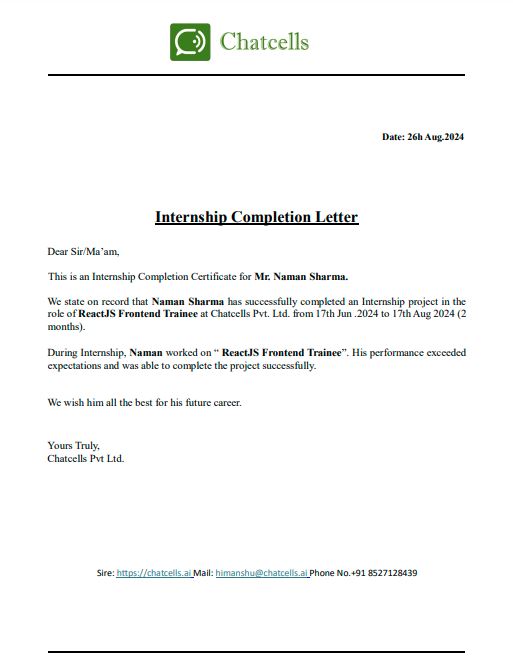 Chatcells
Date: 26h Aug.2024
Internship Completion Letter
Dear Sir/Ma’am,
This is an Internship Completion Certificate for Mr. Naman Sharma.
We state on record that Naman Sharma has successfully completed an Internship project in the
role of ReactJS Frontend Trainee at Chatcells Pvt. Ltd. from 17th Jun .2024 to 17th Aug 2024 (2
months).
During Internship, Naman worked on “ ReactJS Frontend Trainee”. His performance exceeded
expectations and was able to complete the project successfully.
We wish him all the best for his future career.
Yours Truly,
Chatcells Pvt Ltd.
Sire: https://chatcells.ai Mail: himanshu@chatcells.ai Phone No.+91 8527128439